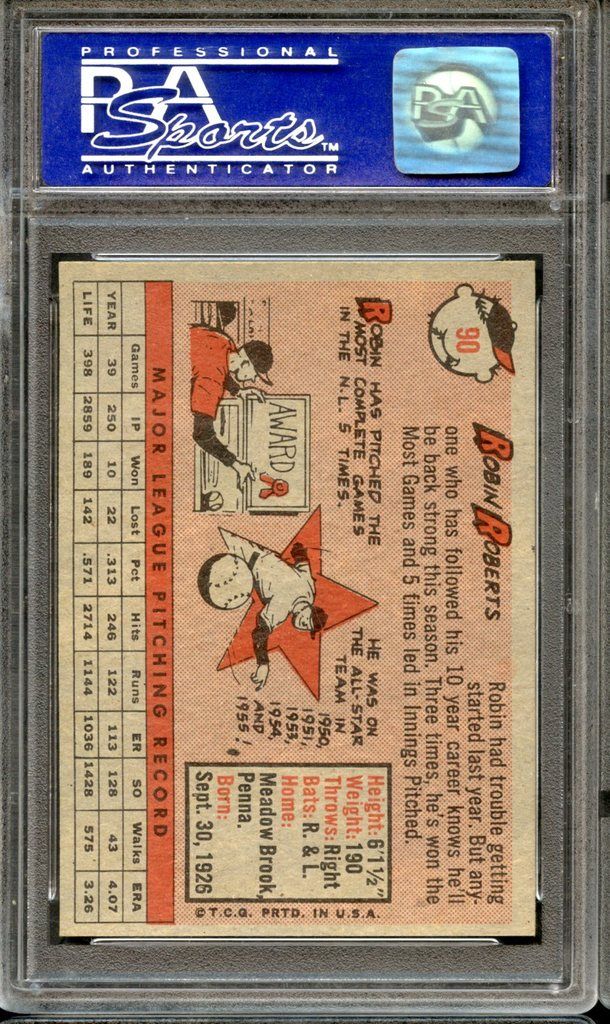 PROFESSIONAL
PSA
Sports™
AUTHENTICATOR
PSA
90
ROBIN ROBERTS
Robin had trouble getting
started last year. But any-
one who has followed his 10 year career knows he'll
be back strong this season. Three times, he's won the
Most Games and 5 times led in Innings Pitched.
ROBIN HAS PITCHED THE
MOST COMPLETE GAMES
IN THE N.L. 5 TIMES.
AWARD
HE WAS ON
THE ALL-STAR
TEAM IN
1950,
1951,
1953,
1954,
AND
1955!
Height: 6'1½"
Weight: 190
Throws: Right
Bats: R. & L.
Home:
Meadow Brook,
Penna.
Born:
Sept. 30, 1926
©T.C.G. PRTD. IN U.S.A.
MAJOR LEAGUE PITCHING RECORD
Games IP Won Lost Pct Hits Runs ER SO Walks ERA
YEAR 39 250 10 22 .313 246 122 113 128 43 4.07
LIFE 398 2859 189 142 .571 2714 1144 1036 1428 575 3.26